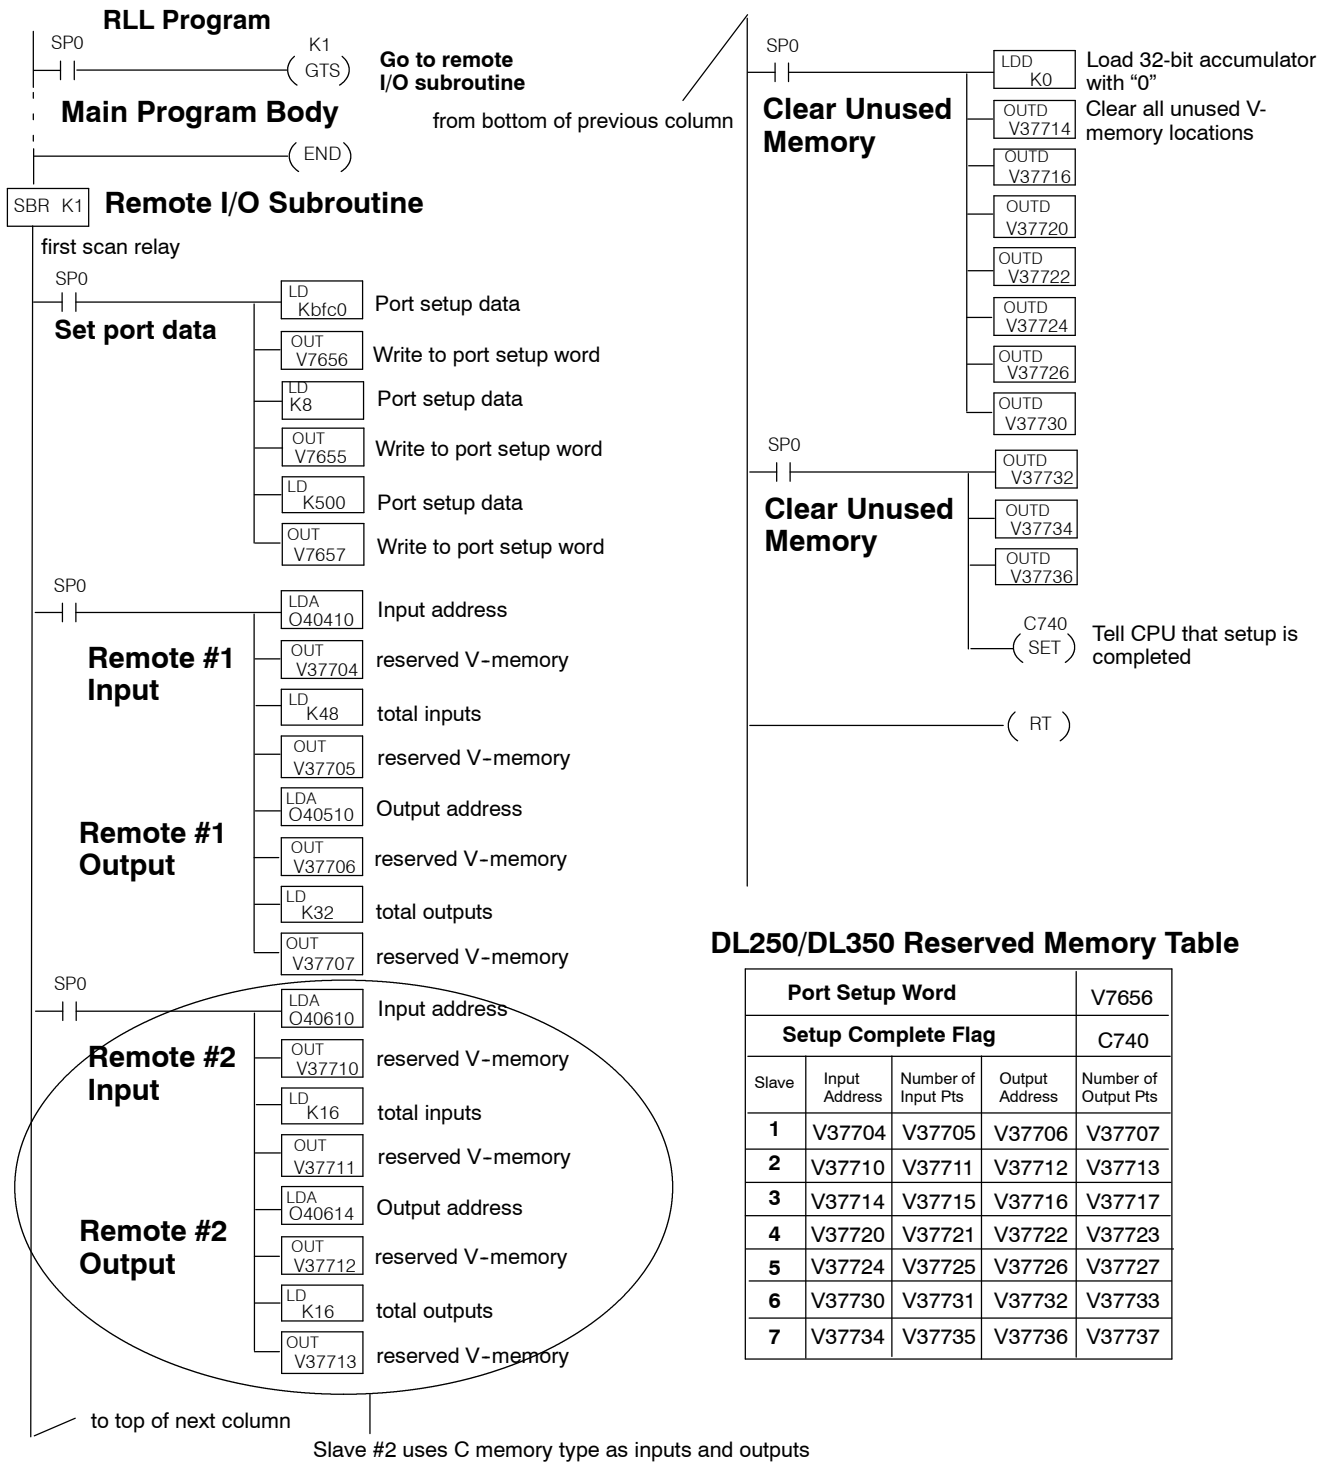 RLL Program
SP0
K1
GTS
Go to remote
I/O subroutine
Main Program Body
END
SBR K1
Remote I/O Subroutine
first scan relay
SP0
Set port data
LD
Kbfc0
Port setup data
OUT
V7656
Write to port setup word
LD
K8
Port setup data
OUT
V7655
Write to port setup word
LD
K500
Port setup data
OUT
V7657
Write to port setup word
SP0
Remote #1
Input
LDA
O40410
Input address
OUT
V37704
reserved V-memory
LD
K48
total inputs
OUT
V37705
reserved V-memory
Remote #1
Output
LDA
O40510
Output address
OUT
V37706
reserved V-memory
LD
K32
total outputs
OUT
V37707
reserved V-memory
SP0
Remote #2
Input
LDA
O40610
Input address
OUT
V37710
reserved V-memory
LD
K16
total inputs
OUT
V37711
reserved V-memory
Remote #2
Output
LDA
O40614
Output address
OUT
V37712
reserved V-memory
LD
K16
total outputs
OUT
V37713
reserved V-memory
to top of next column
Slave #2 uses C memory type as inputs and outputs
from bottom of previous column
SP0
Clear Unused
Memory
LDD
K0
Load 32-bit accumulator
with “0”
OUTD
V37714
Clear all unused V-
memory locations
OUTD
V37716
OUTD
V37720
OUTD
V37722
OUTD
V37724
OUTD
V37726
OUTD
V37730
SP0
Clear Unused
Memory
OUTD
V37732
OUTD
V37734
OUTD
V37736
C740
SET
Tell CPU that setup is
completed
RT
DL250/DL350 Reserved Memory Table
Port Setup Word V7656
Setup Complete Flag C740
Slave Input Address Number of Input Pts Output Address Number of Output Pts
1 V37704 V37705 V37706 V37707
2 V37710 V37711 V37712 V37713
3 V37714 V37715 V37716 V37717
4 V37720 V37721 V37722 V37723
5 V37724 V37725 V37726 V37727
6 V37730 V37731 V37732 V37733
7 V37734 V37735 V37736 V37737